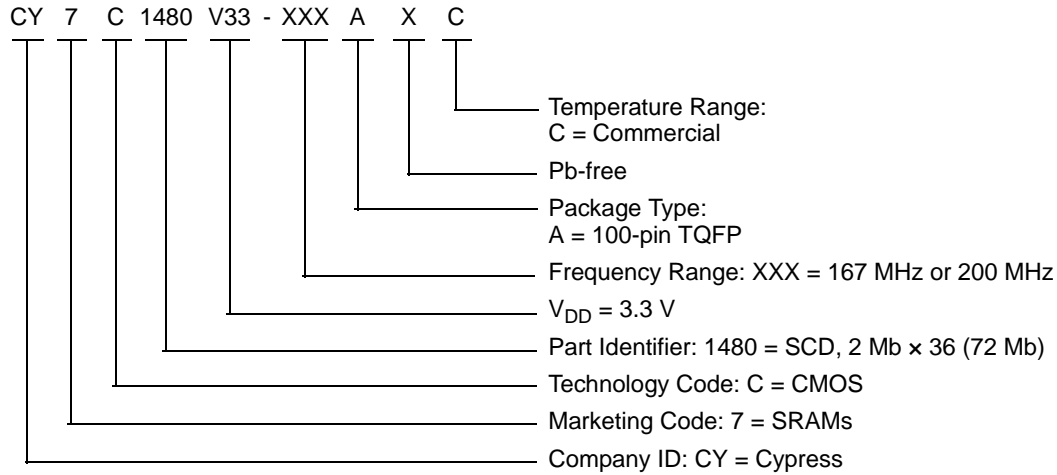 CY 7 C 1480 V33 - XXX A X C
Temperature Range:
C = Commercial
Pb-free
Package Type:
A = 100-pin TQFP
Frequency Range: XXX = 167 MHz or 200 MHz
VDD = 3.3 V
Part Identifier: 1480 = SCD, 2 Mb × 36 (72 Mb)
Technology Code: C = CMOS
Marketing Code: 7 = SRAMs
Company ID: CY = Cypress